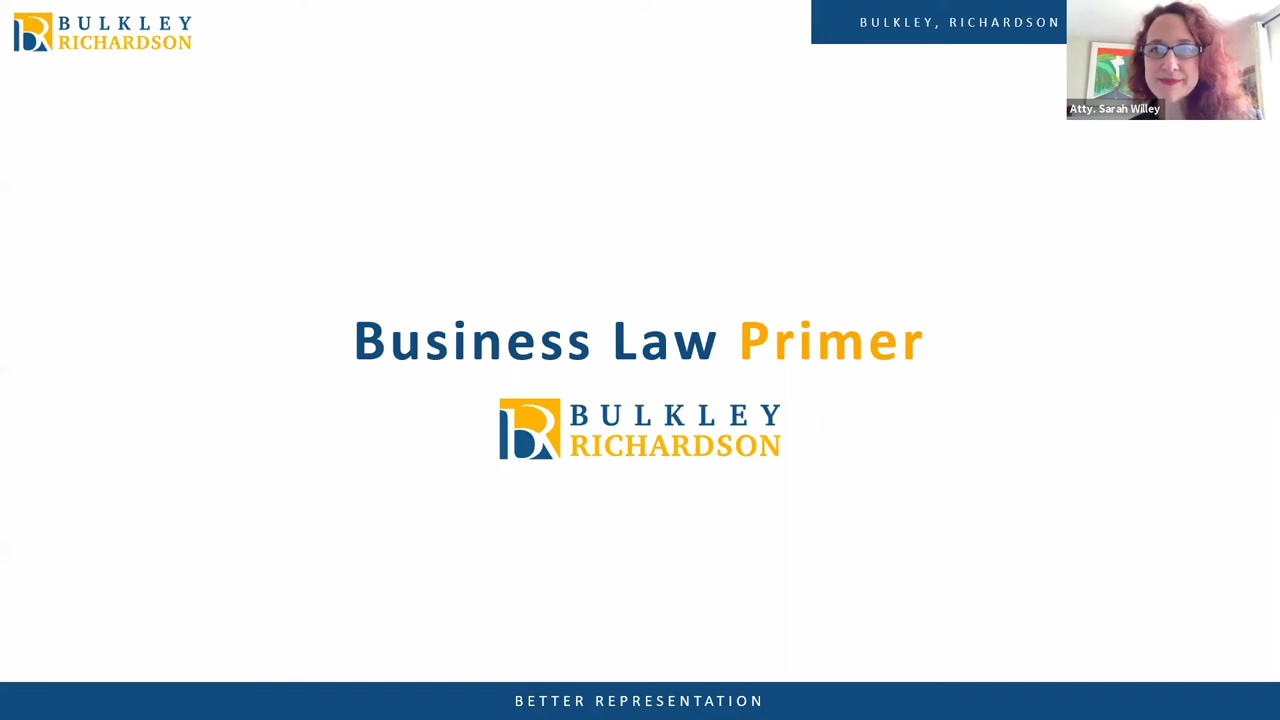 BULKLEY
RICHARDSON
BULKLEY, RICHARDSON
Atty. Sarah Willey
Business Law Primer
BULKLEY
RICHARDSON
BETTER REPRESENTATION